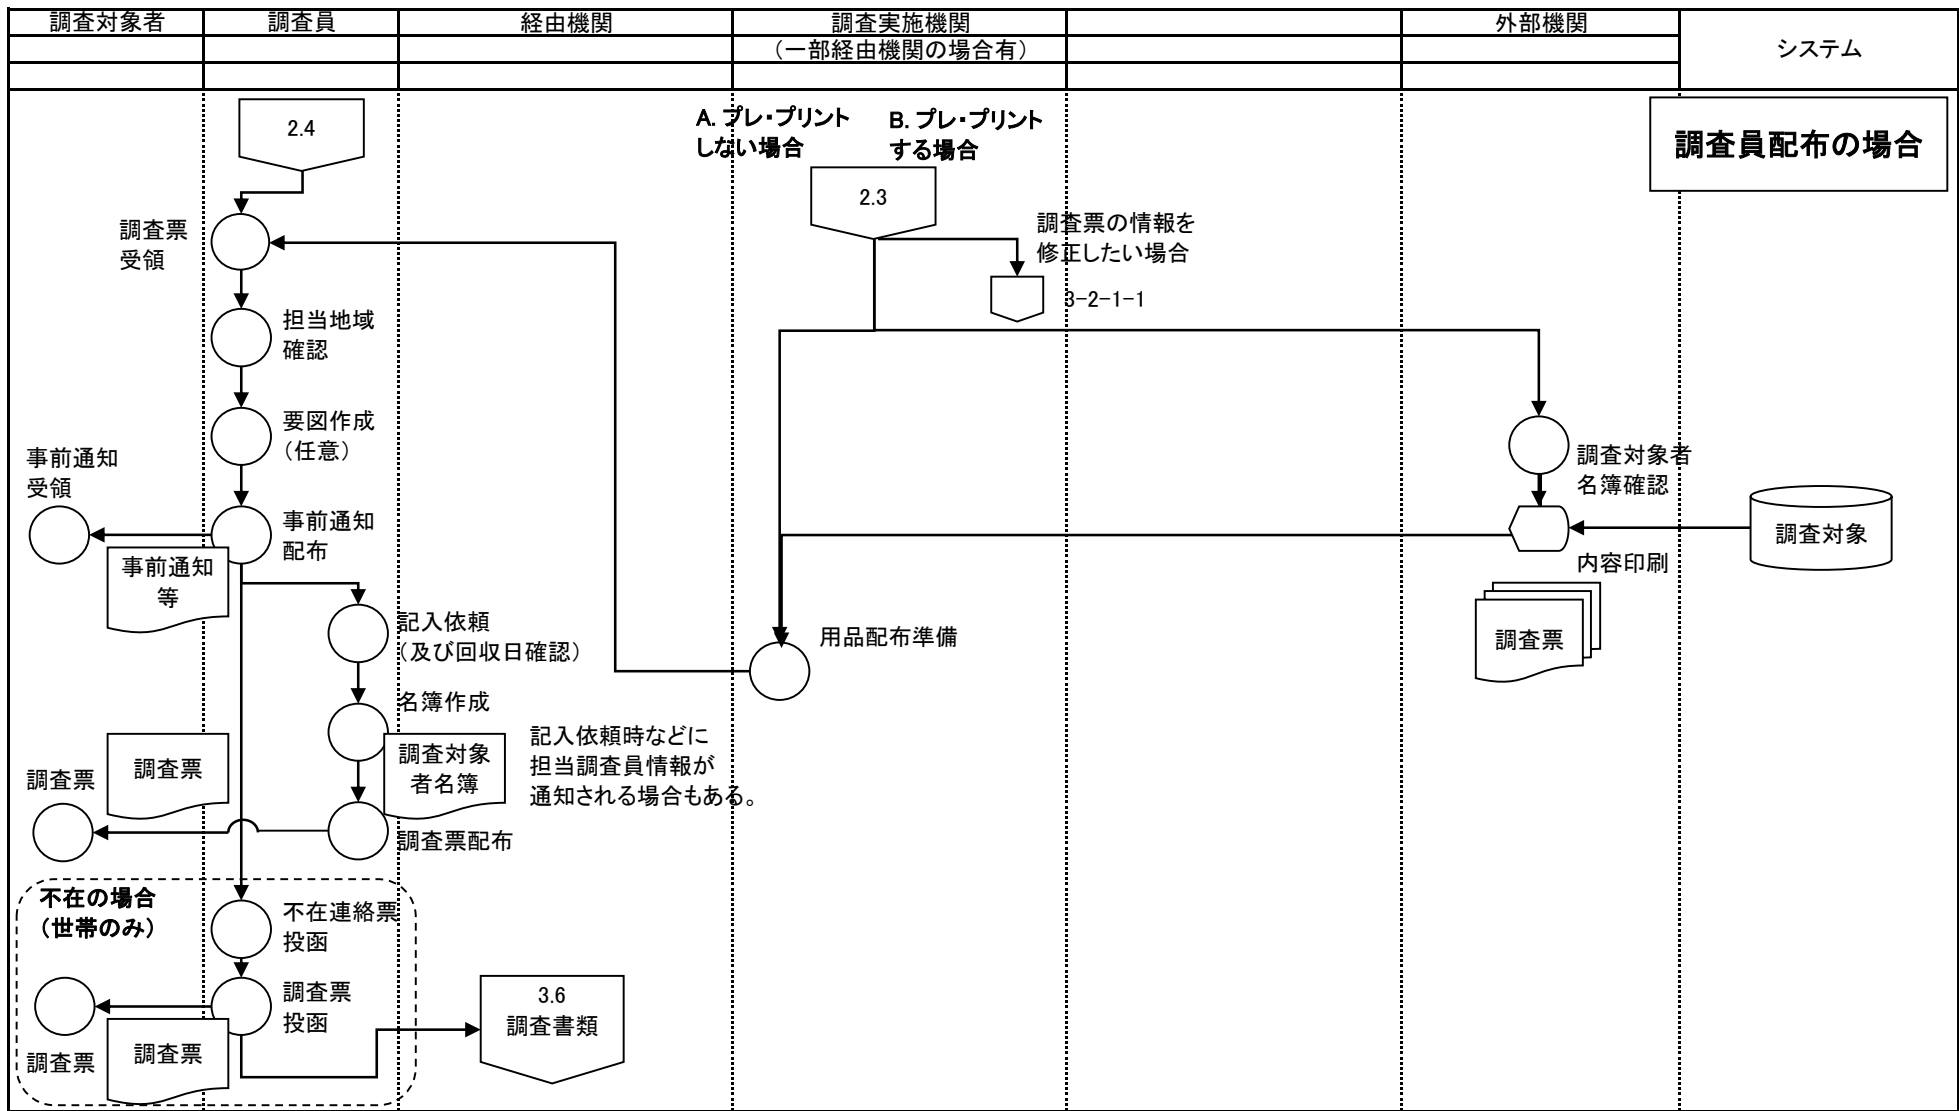 調査対象者
調査員
経由機関
調査実施機関
（一部経由機関の場合有）
外部機関
システム
調査員配布の場合
2.4
A. プレ・プリント
しない場合
B. プレ・プリント
する場合
2.3
調査票
受領
調査票の情報を
修正したい場合
3-2-1-1
担当地域
確認
要図作成
（任意）
事前通知
受領
事前通知
配布
事前通知
等
調査対象者
名簿確認
調査対象
内容印刷
調査票
記入依頼
（及び回収日確認）
用品配布準備
名簿作成
調査対象
者名簿
記入依頼時などに
担当調査員情報が
通知される場合もある。
調査票
調査票
調査票配布
不在の場合
（世帯のみ）
不在連絡票
投函
調査票
投函
調査票
調査票
3.6
調査書類